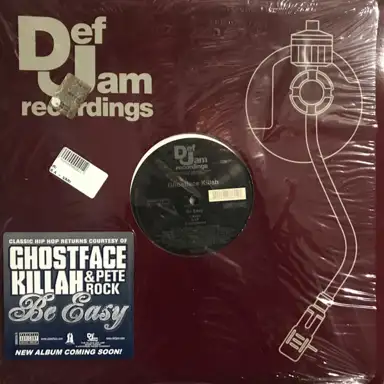 Def
Jam
recordings
Def
Jam
recordings
Ghostface Killah
CLASSIC HIP HOP RETURNS COURTESY OF
GHOSTFACE
KILLAH & PETE
ROCK
Be Easy
NEW ALBUM COMING SOON!